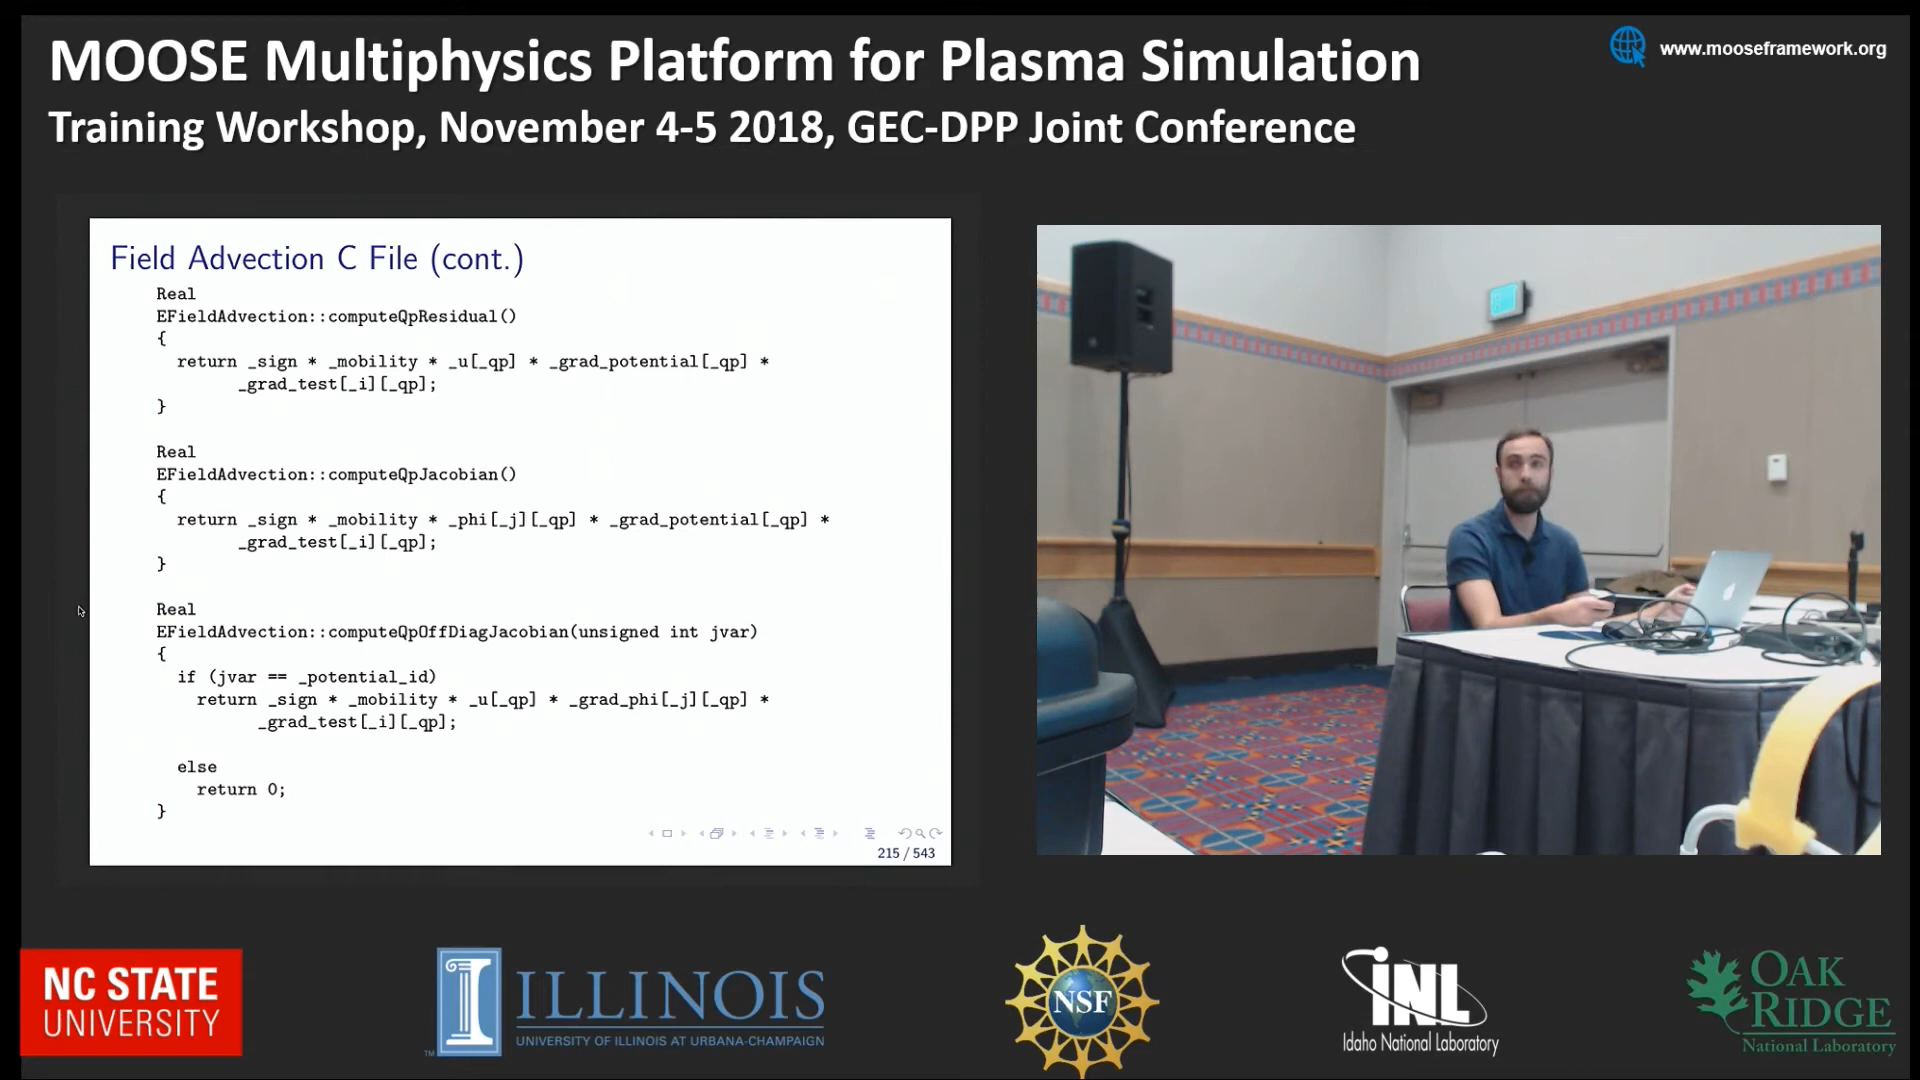 MOOSE Multiphysics Platform for Plasma Simulation
www.mooseframework.org
Training Workshop, November 4-5 2018, GEC-DPP Joint Conference
Field Advection C File (cont.)
Real
EFieldAdvection::computeQpResidual()
{
return _sign * _mobility * _u[_qp] * _grad_potential[_qp] *
_grad_test[_i][_qp];
}
Real
EFieldAdvection::computeQpJacobian()
{
return _sign * _mobility * _phi[_j][_qp] * _grad_potential[_qp] *
_grad_test[_i][_qp];
}
Real
EFieldAdvection::computeQpOffDiagJacobian(unsigned int jvar)
{
if (jvar == _potential_id)
return _sign * _mobility * _u[_qp] * _grad_phi[_j][_qp] *
_grad_test[_i][_qp];
else
return 0;
}
215 / 543
NC STATE
UNIVERSITY
I ILLINOIS
UNIVERSITY OF ILLINOIS AT URBANA-CHAMPAIGN
TM
NSF
INL
Idaho National Laboratory
OAK
RIDGE
National Laboratory